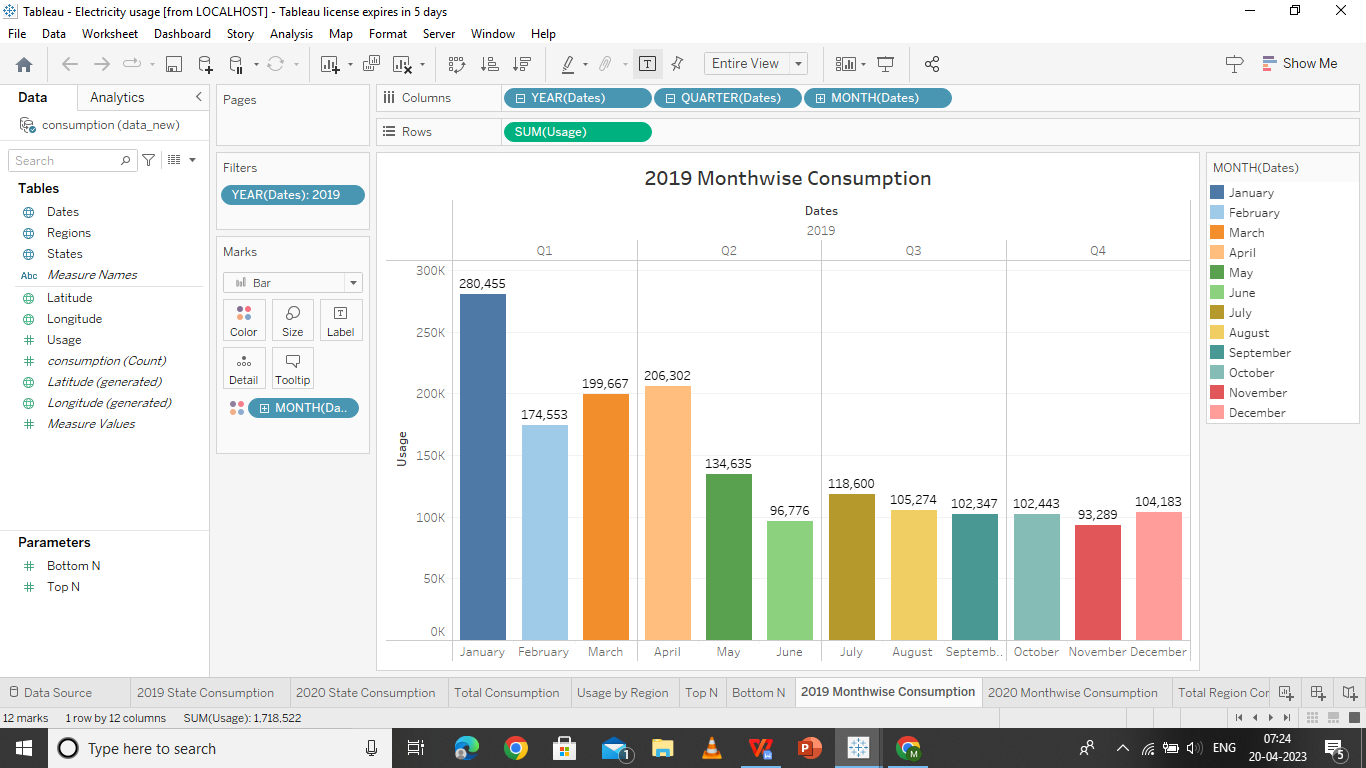 Tableau - Electricity usage [from LOCALHOST] - Tableau license expires in 5 days
File Data Worksheet Dashboard Story Analysis Map Format Server Window Help
Entire View
Show Me
Data Analytics
consumption (data_new)
Search
Tables
Dates
Regions
States
Abc Measure Names
Latitude
Longitude
Usage
consumption (Count)
Latitude (generated)
Longitude (generated)
Measure Values
Parameters
Bottom N
Top N
Pages
Filters
YEAR(Dates): 2019
Marks
Bar
Color Size Label
Detail Tooltip
MONTH(Da..
Columns YEAR(Dates) QUARTER(Dates) MONTH(Dates)
Rows SUM(Usage)
2019 Monthwise Consumption
Dates
2019
Q1 Q2 Q3 Q4
Usage
300K
250K
200K
150K
100K
50K
0K
280,455
174,553
199,667
206,302
134,635
96,776
118,600
105,274
102,347
102,443
93,289
104,183
January February March April May June July August Septemb.. October November December
MONTH(Dates)
January
February
March
April
May
June
July
August
September
October
November
December
Data Source 2019 State Consumption 2020 State Consumption Total Consumption Usage by Region Top N Bottom N 2019 Monthwise Consumption 2020 Monthwise Consumption Total Region Cor
12 marks 1 row by 12 columns SUM(Usage): 1,718,522
Type here to search
1
W
P
M
ENG
07:24
20-04-2023
5